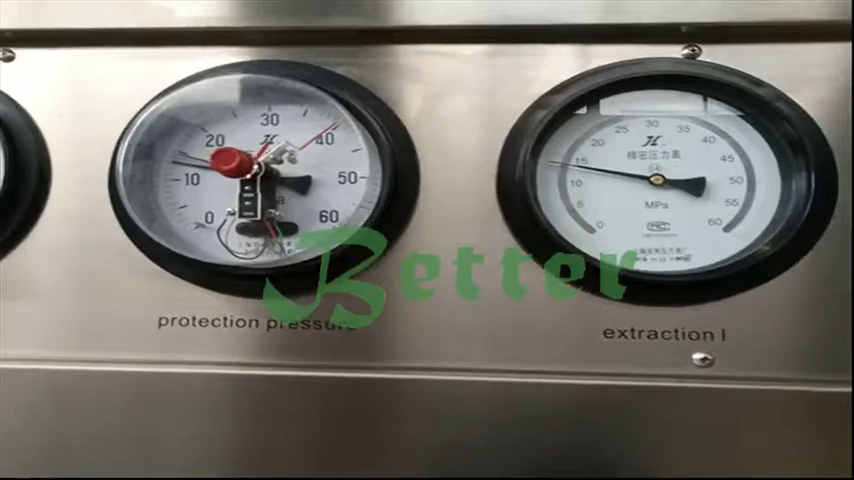 30
20
40
10
50
0
60
protection pressure
25 30 35
20 40
15 45
精密压力表
10 50
MPa
5 55
0 60
extraction I
Better